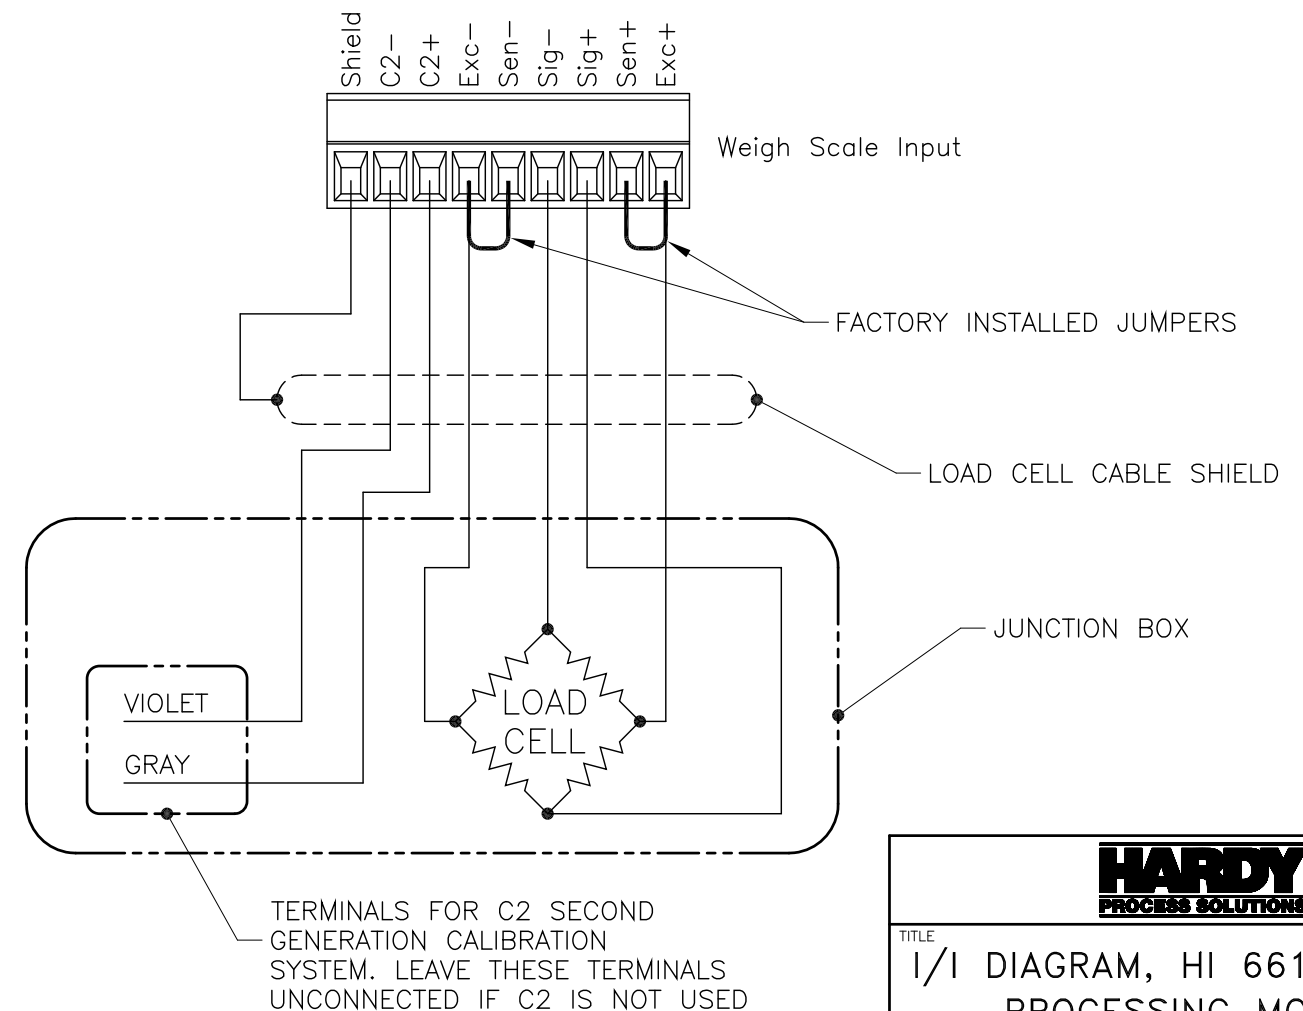 Shield
C2-
C2+
Exc-
Sen-
Sig-
Sig+
Sen+
Exc+
Weigh Scale Input
FACTORY INSTALLED JUMPERS
LOAD CELL CABLE SHIELD
JUNCTION BOX
VIOLET
GRAY
LOAD
CELL
TERMINALS FOR C2 SECOND
GENERATION CALIBRATION
SYSTEM. LEAVE THESE TERMINALS
UNCONNECTED IF C2 IS NOT USED
HARDY
PROCESS SOLUTIONS
TITLE
I/I DIAGRAM, HI 661
PROCESSING MO